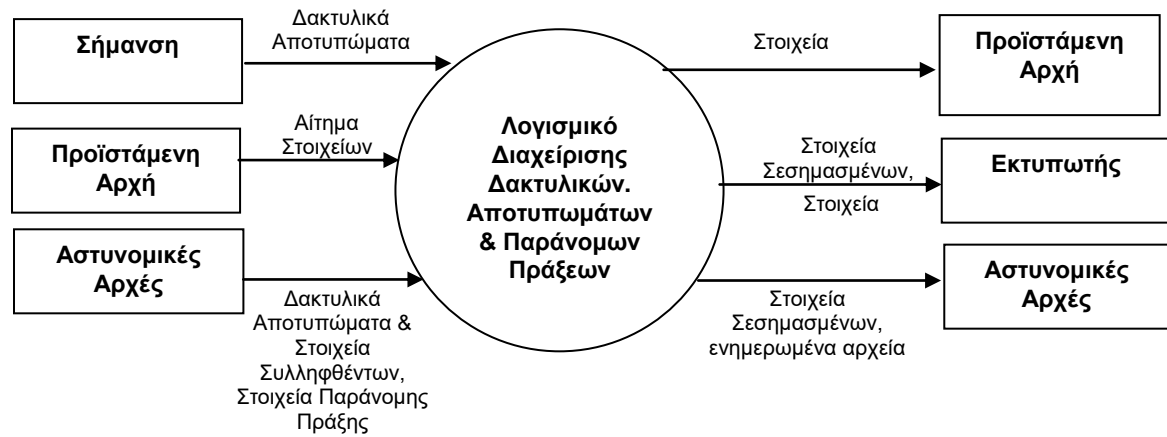 Σήμανση
Δακτυλικά
Αποτυπώματα
Προϊστάμενη
Αρχή
Αίτημα
Στοιχείων
Αστυνομικές
Αρχές
Δακτυλικά
Αποτυπώματα &
Στοιχεία
Συλληφθέντων,
Στοιχεία Παράνομης
Πράξης
Λογισμικό
Διαχείρισης
Δακτυλικών.
Αποτυπωμάτων
& Παράνομων
Πράξεων
Στοιχεία
Προϊστάμενη
Αρχή
Στοιχεία
Σεσημασμένων,
Στοιχεία
Εκτυπωτής
Στοιχεία
Σεσημασμένων,
ενημερωμένα αρχεία
Αστυνομικές
Αρχές